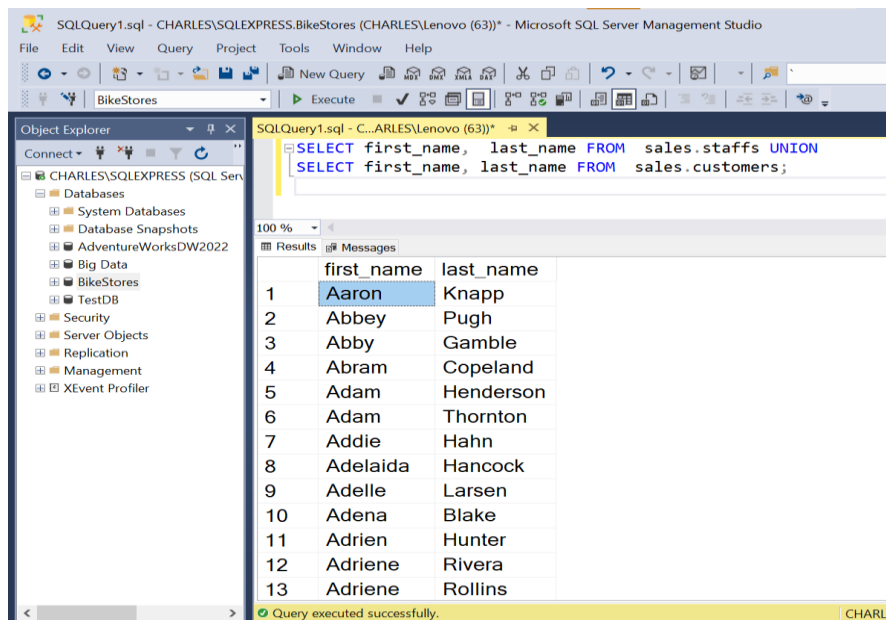 SQLQuery1.sql - CHARLES\SQLEXPRESS.BikeStores (CHARLES\Lenovo (63))* - Microsoft SQL Server Management Studio
File Edit View Query Project Tools Window Help
New Query MDX DMX XMLA DAX
BikeStores Execute
Object Explorer
SQLQuery1.sql - C...ARLES\Lenovo (63))*
Connect
SELECT first_name, last_name FROM sales.staffs UNION
SELECT first_name, last_name FROM sales.customers;
CHARLES\SQLEXPRESS (SQL Serv
Databases
System Databases
Database Snapshots
AdventureWorksDW2022
Big Data
BikeStores
TestDB
Security
Server Objects
Replication
Management
XEvent Profiler
100 %
Results Messages
first_name last_name
1 Aaron Knapp
2 Abbey Pugh
3 Abby Gamble
4 Abram Copeland
5 Adam Henderson
6 Adam Thornton
7 Addie Hahn
8 Adelaida Hancock
9 Adelle Larsen
10 Adena Blake
11 Adrien Hunter
12 Adriene Rivera
13 Adriene Rollins
Query executed successfully. CHARL